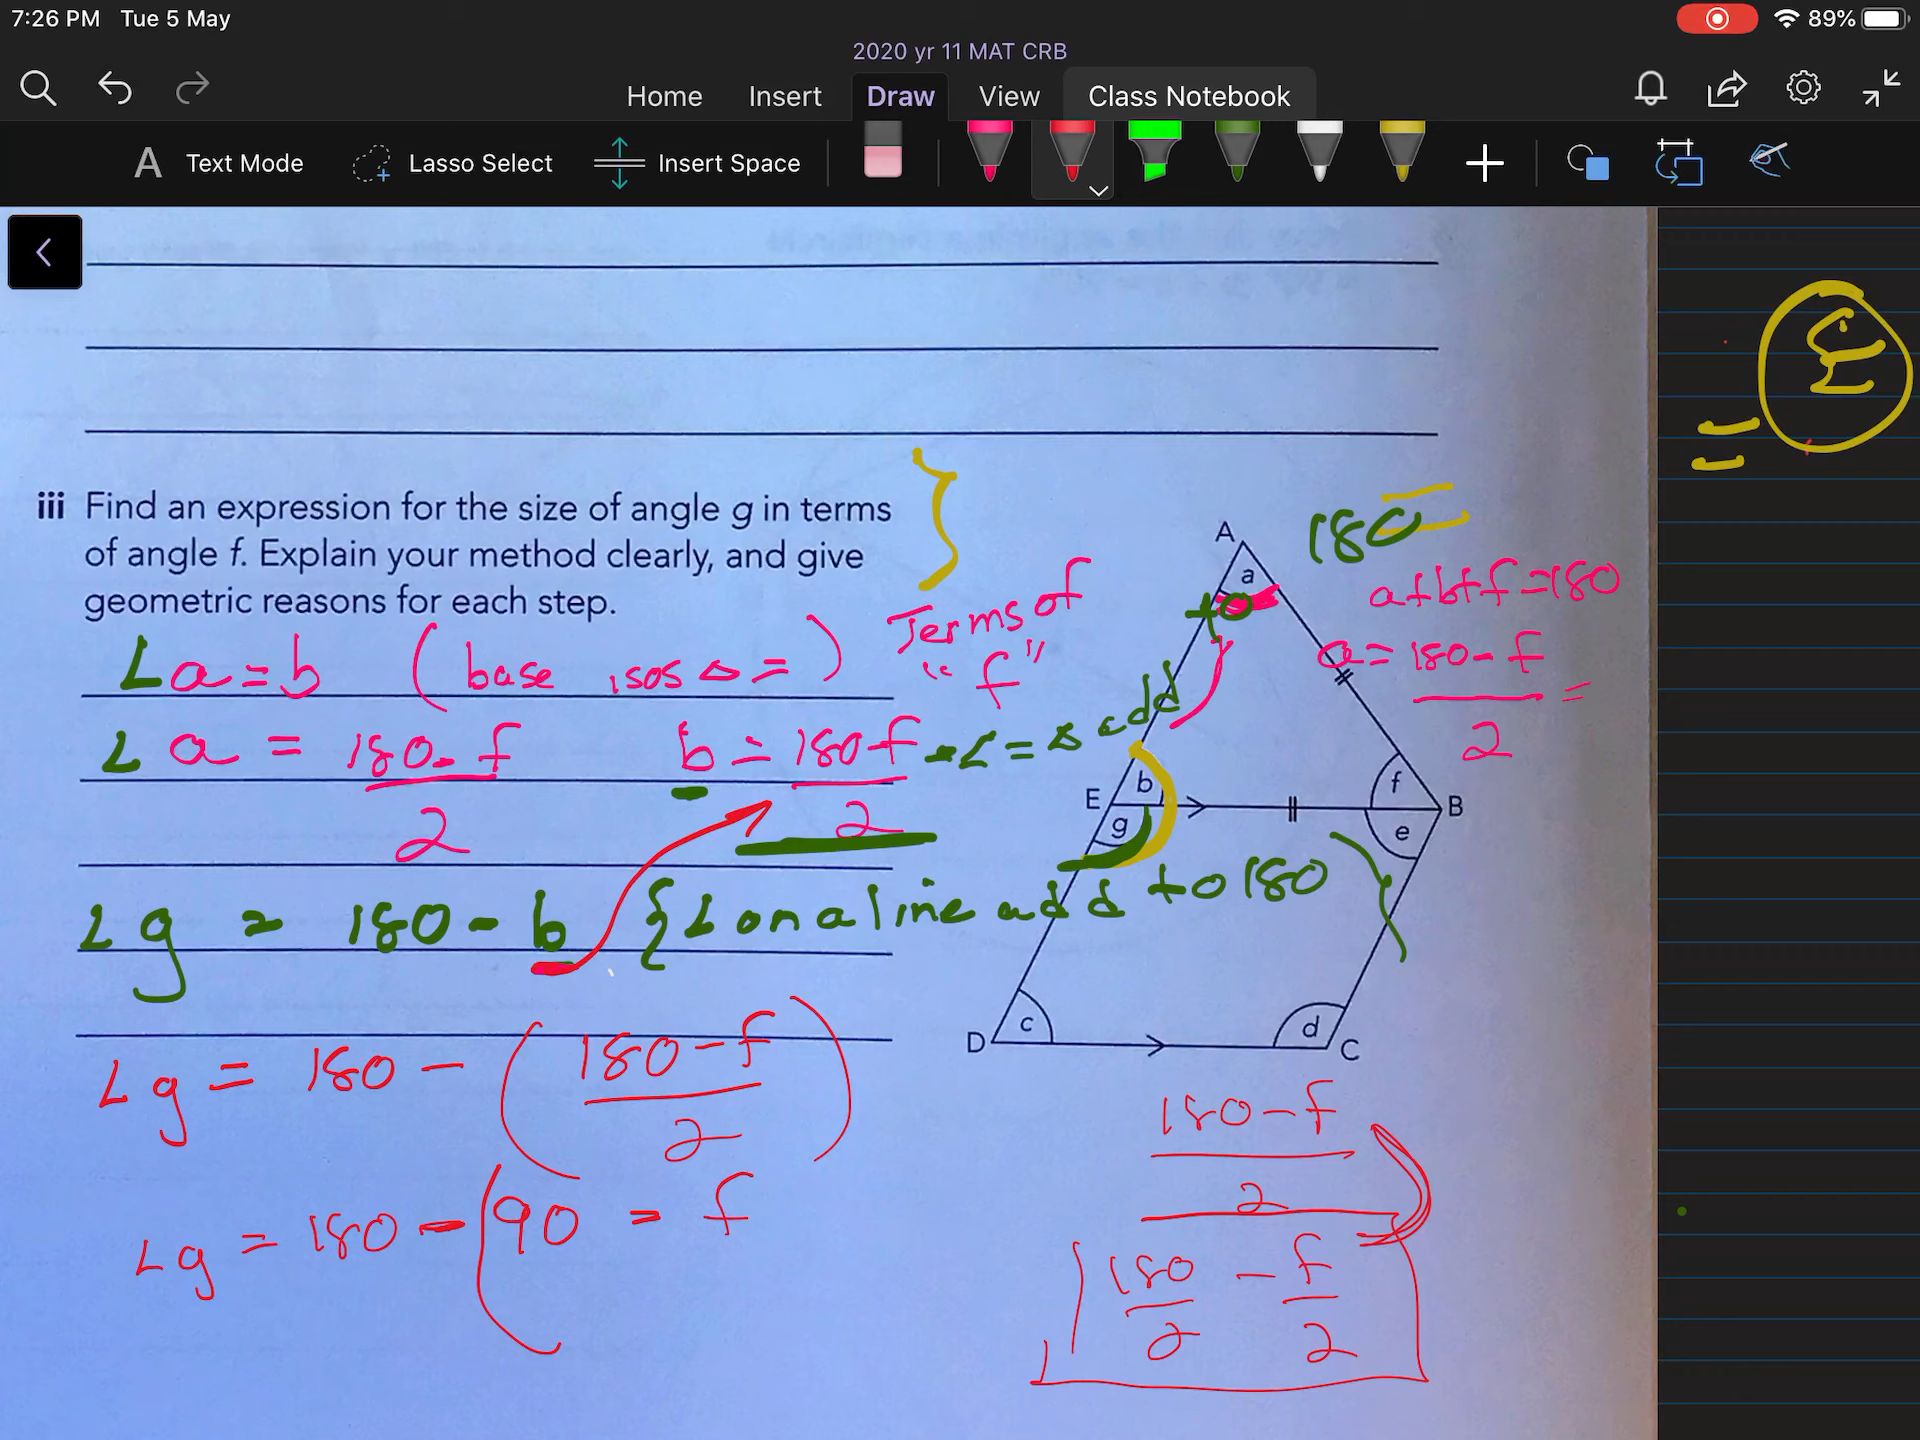 7:26 PM Tue 5 May
89%
2020 yr 11 MAT CRB
Home Insert Draw View Class Notebook
A Text Mode Lasso Select Insert Space
iii Find an expression for the size of angle g in terms
of angle f. Explain your method clearly, and give
geometric reasons for each step.
Terms of
"f"
∠a = b (base isos Δ =)
∠ a = 180-f / 2 b = 180-f / 2 -∠ = Δ add
to
180
∠g = 180 - b {∠ on a line add to 180
∠g = 180 - (180-f / 2)
∠g = 180 - (90 - f
A
a
a+b+f=180
a = 180-f / 2 =
b
f
E
B
g
e
c
d
D
C
180-f / 2
180/2 - f/2